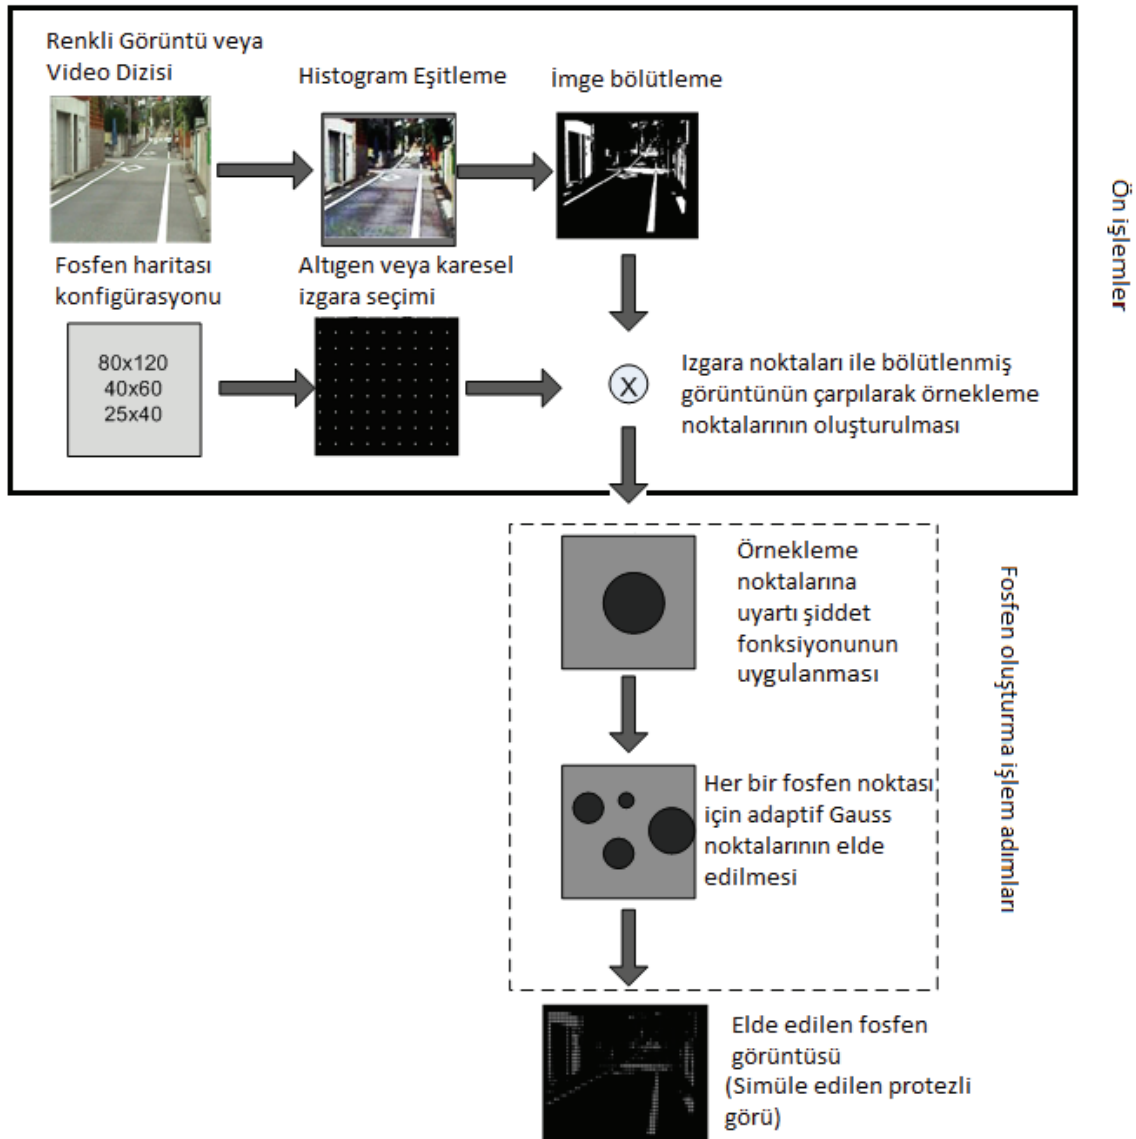 Renkli Görüntü veya
Video Dizisi
Histogram Eşitleme
İmge bölütleme
Fosfen haritası
konfigürasyonu
Altıgen veya karesel
izgara seçimi
80x120
40x60
25x40
X
Izgara noktaları ile bölütlenmiş
görüntünün çarpılarak örnekleme
noktalarının oluşturulması
Ön işlemler
Örnekleme
noktalarına
uyartı şiddet
fonksiyonunun
uygulanması
Her bir fosfen noktası
için adaptif Gauss
noktalarının elde
edilmesi
Fosfen oluşturma işlem adımları
Elde edilen fosfen
görüntüsü
(Simüle edilen protezli
görü)